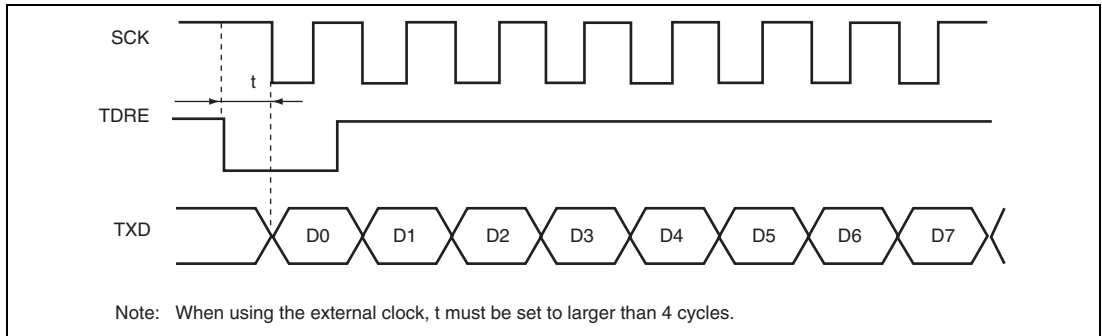 SCK
t
TDRE
TXD D0 D1 D2 D3 D4 D5 D6 D7
Note: When using the external clock, t must be set to larger than 4 cycles.